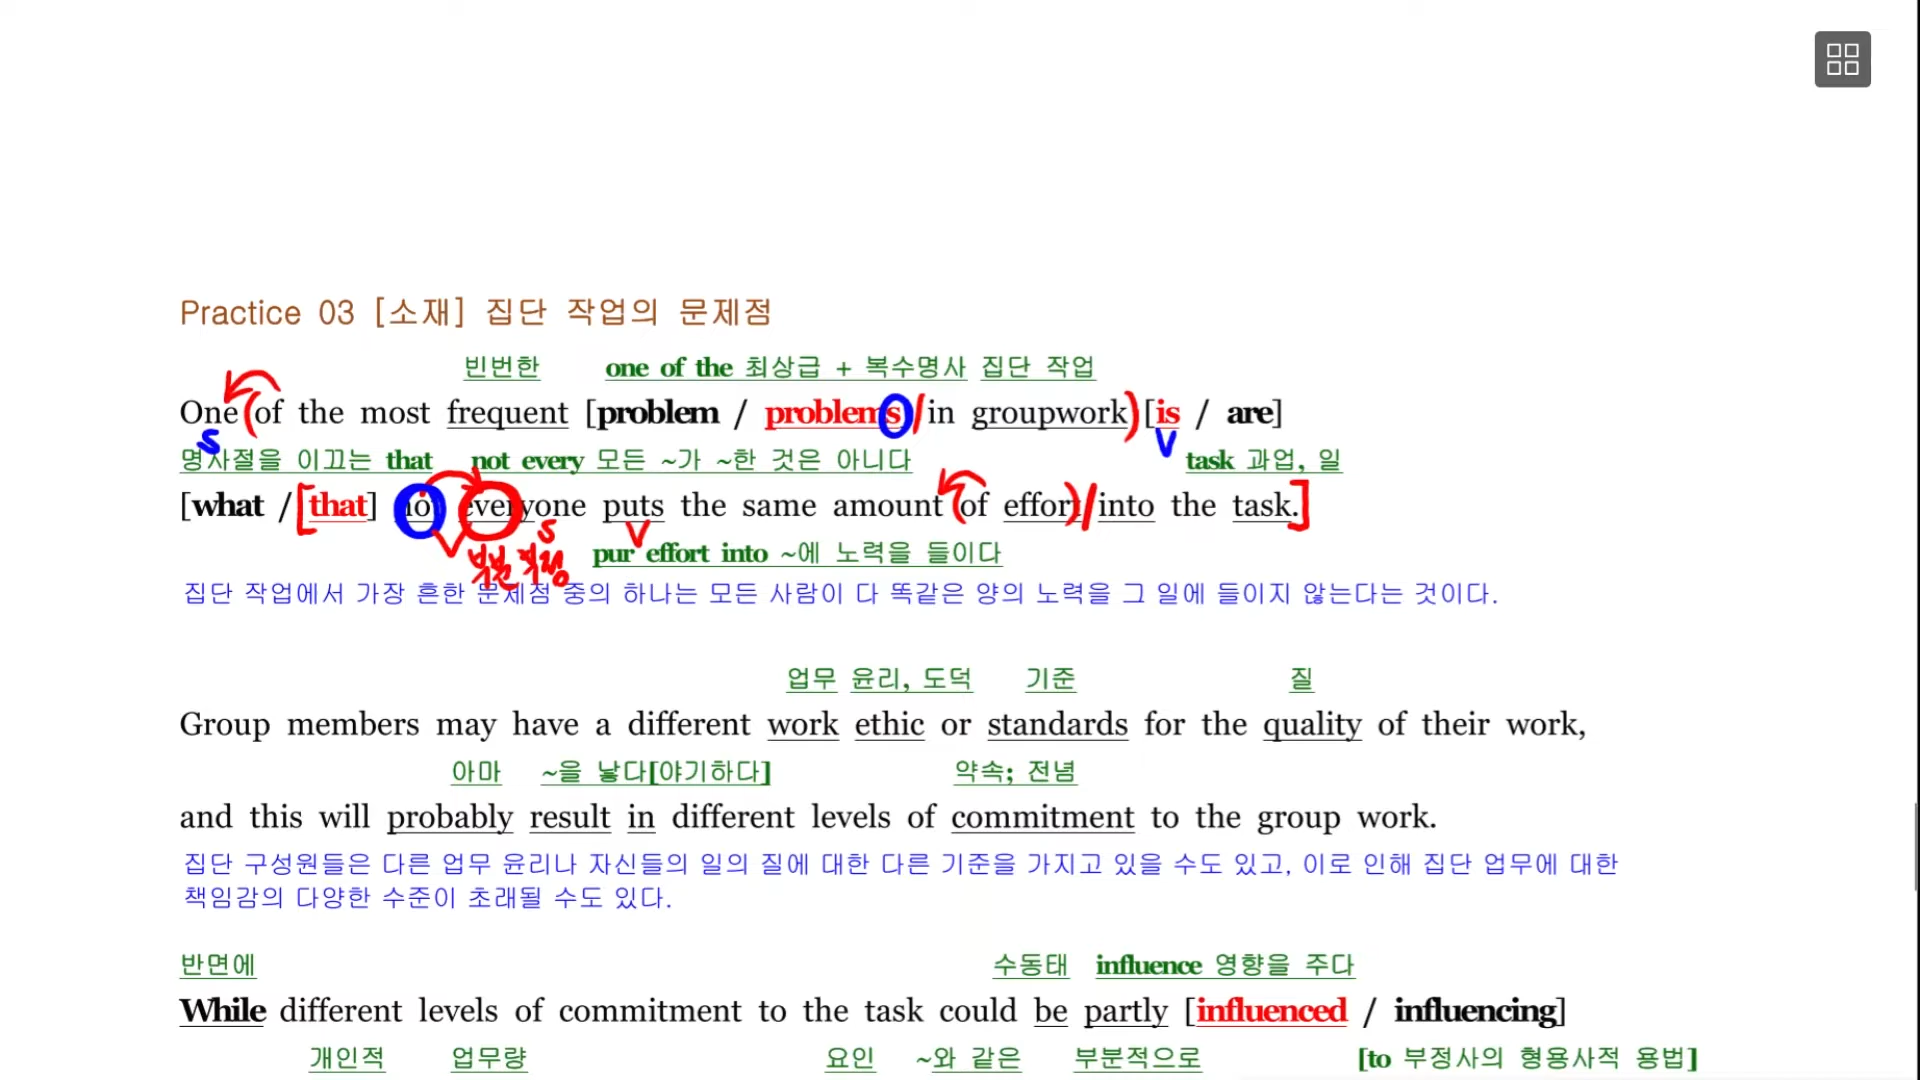 Practice 03 [소재] 집단 작업의 문제점
빈번한 one of the 최상급 + 복수명사 집단 작업
One (of the most frequent [problem / problems / in groupwork) [is / are]
s v
명사절을 이끄는 that not every 모든 ~가 ~한 것은 아니다 task 과업, 일
[what / [that] not everyone puts the same amount (of effort) / into the task.]
s v
부분 부정 pur effort into ~에 노력을 들이다
집단 작업에서 가장 흔한 문제점 중의 하나는 모든 사람이 다 똑같은 양의 노력을 그 일에 들이지 않는다는 것이다.
업무 윤리, 도덕 기준 질
Group members may have a different work ethic or standards for the quality of their work,
아마 ~을 낳다[야기하다] 약속; 전념
and this will probably result in different levels of commitment to the group work.
집단 구성원들은 다른 업무 윤리나 자신들의 일의 질에 대한 다른 기준을 가지고 있을 수도 있고, 이로 인해 집단 업무에 대한
책임감의 다양한 수준이 초래될 수도 있다.
반면에 수동태 influence 영향을 주다
While different levels of commitment to the task could be partly [influenced / influencing]
개인적 업무량 요인 ~와 같은 부분적으로 [to 부정사의 형용사적 용법]